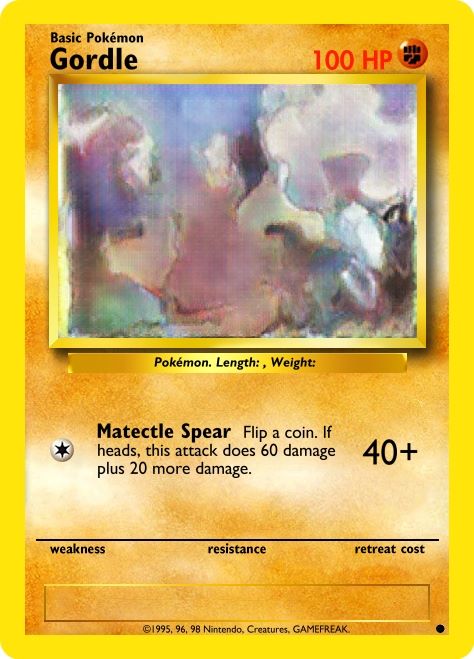 Basic Pokémon
Gordle
100 HP
Pokémon. Length: , Weight:
Matectle Spear Flip a coin. If
heads, this attack does 60 damage
plus 20 more damage.
40+
weakness resistance retreat cost
©1995, 96, 98 Nintendo, Creatures, GAMEFREAK.